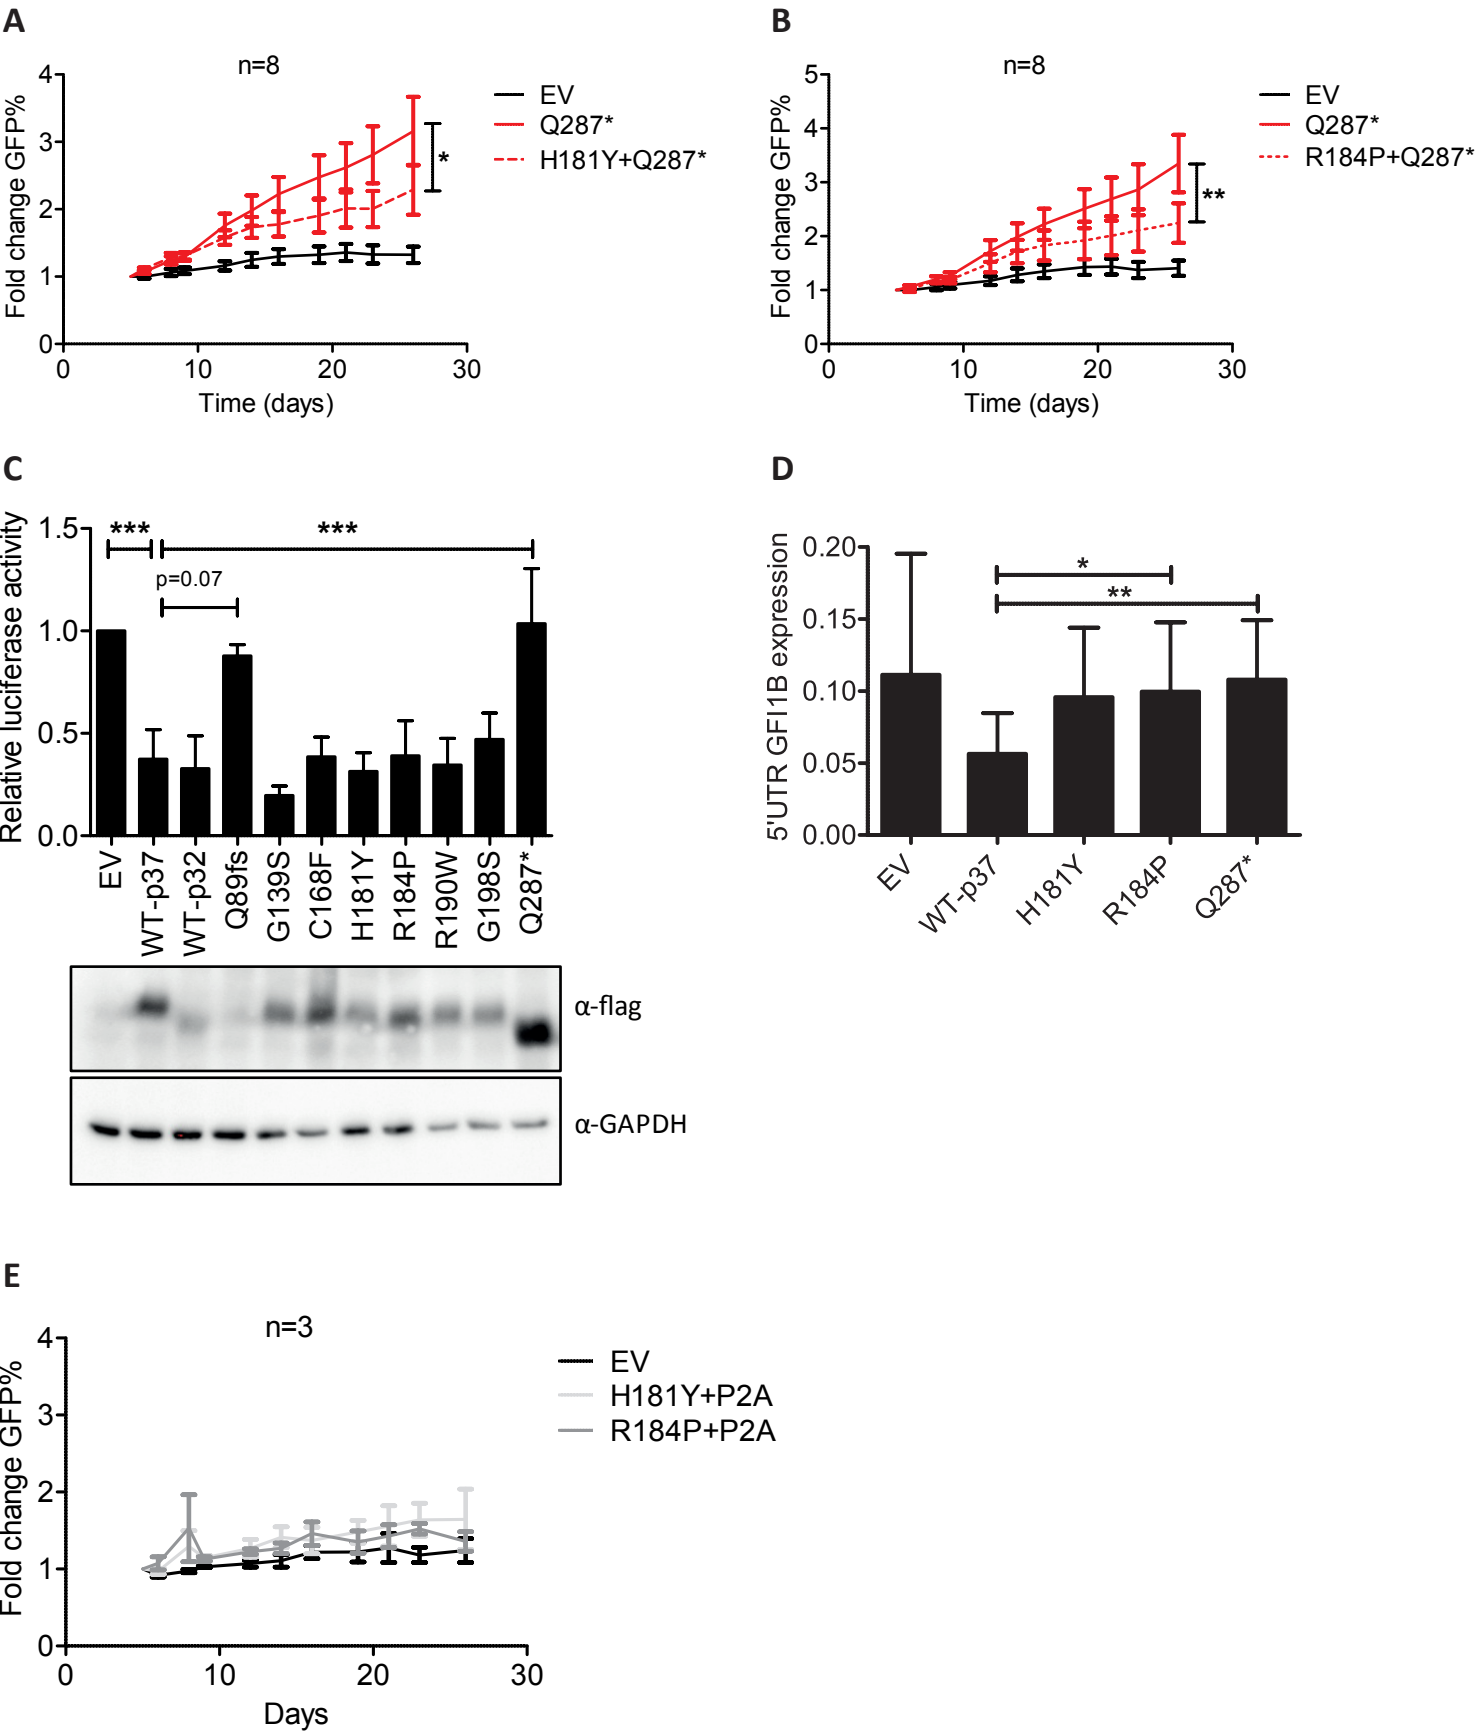 A
n=8
4
3
2
1
0
0
10
20
30
Fold change GFP%
Time (days)
EV
Q287*
H181Y+Q287*
*
B
n=8
5
4
3
2
1
0
0
10
20
30
Fold change GFP%
Time (days)
EV
Q287*
R184P+Q287*
**
C
Relative luciferase activity
1.5
1.0
0.5
0.0
***
***
p=0.07
EV
WT-p37
WT-p32
Q89fs
G139S
C168F
H181Y
R184P
R190W
G198S
Q287*
α-flag
α-GAPDH
D
5'UTR GFI1B expression
0.20
0.15
0.10
0.05
0.00
*
**
EV
WT-p37
H181Y
R184P
Q287*
E
n=3
4
3
2
1
0
0
10
20
30
Fold change GFP%
Days
EV
H181Y+P2A
R184P+P2A